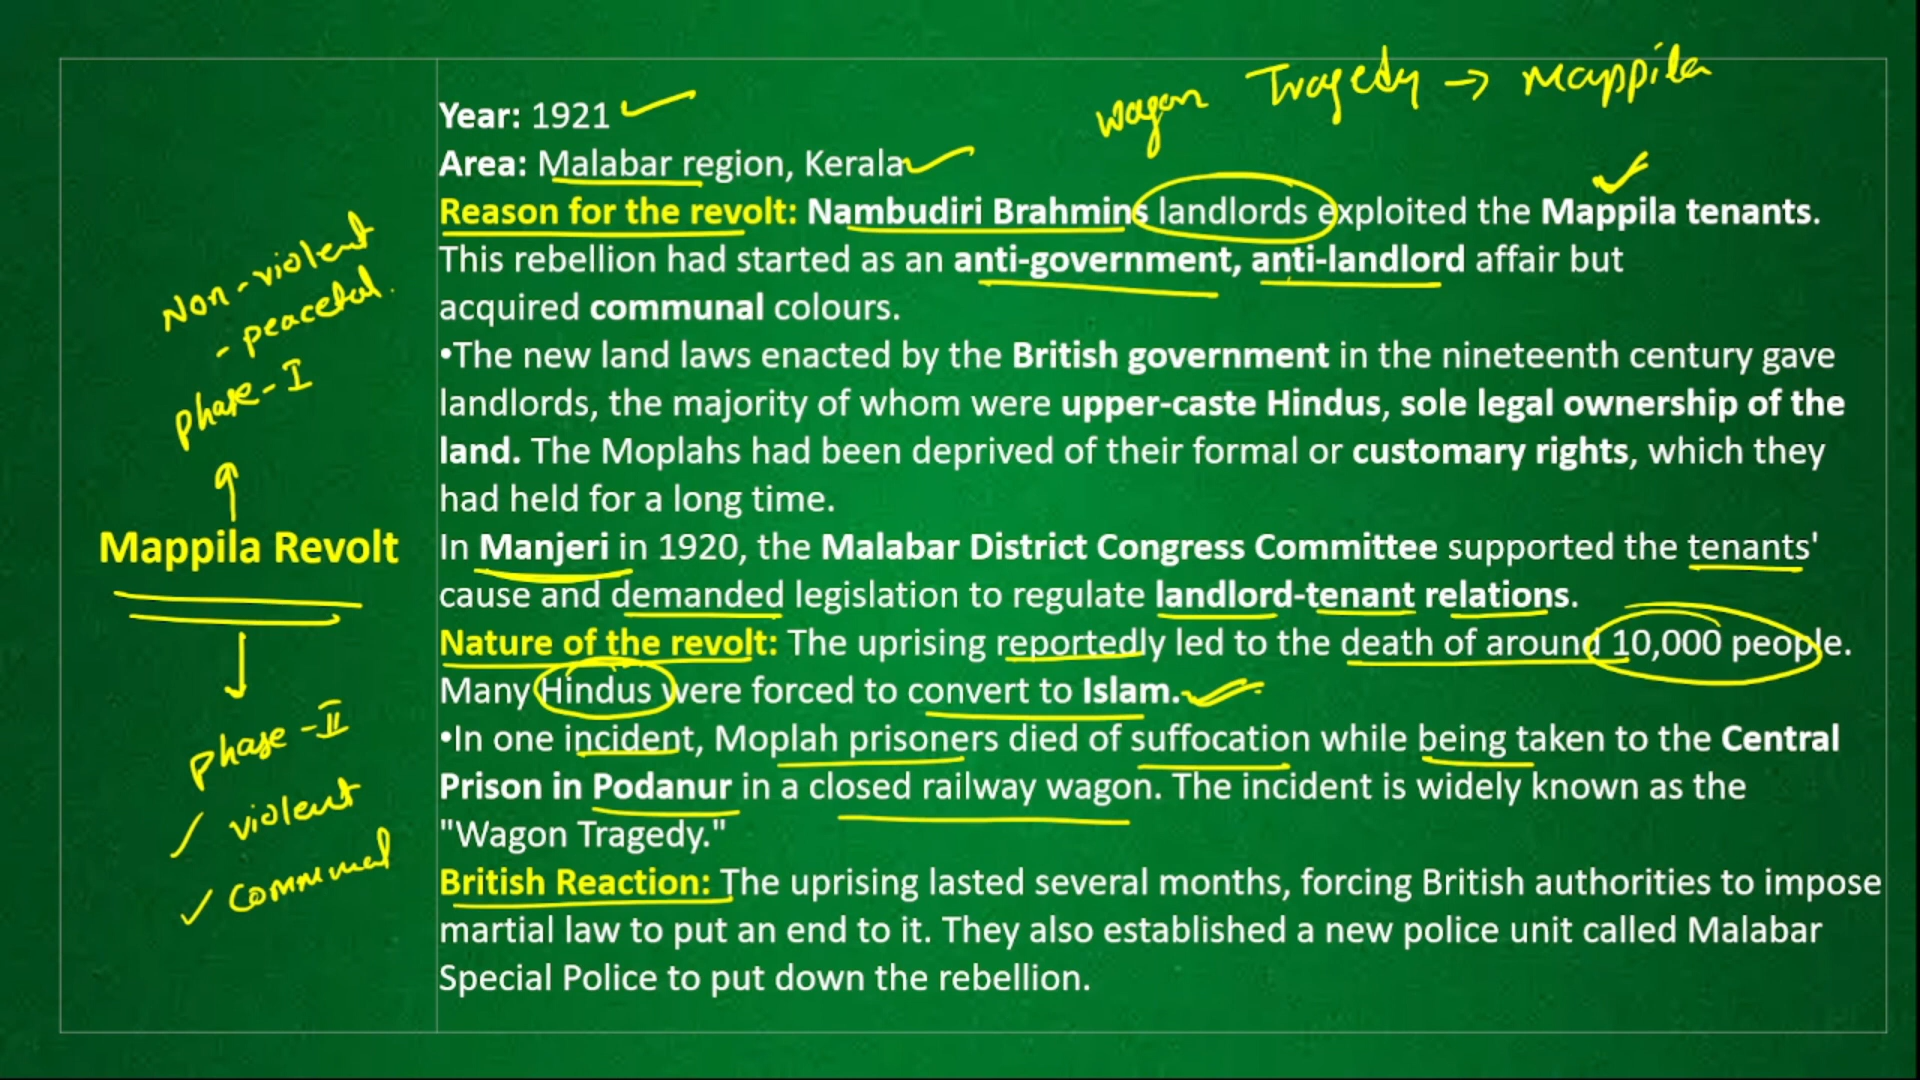 wagon Tragedy → Mappila
Year: 1921
Area: Malabar region, Kerala
Reason for the revolt: Nambudiri Brahmins landlords exploited the Mappila tenants.
This rebellion had started as an anti-government, anti-landlord affair but
acquired communal colours.
•The new land laws enacted by the British government in the nineteenth century gave
landlords, the majority of whom were upper-caste Hindus, sole legal ownership of the
land. The Moplahs had been deprived of their formal or customary rights, which they
had held for a long time.
In Manjeri in 1920, the Malabar District Congress Committee supported the tenants'
cause and demanded legislation to regulate landlord-tenant relations.
Nature of the revolt: The uprising reportedly led to the death of around 10,000 people.
Many Hindus were forced to convert to Islam.
•In one incident, Moplah prisoners died of suffocation while being taken to the Central
Prison in Podanur in a closed railway wagon. The incident is widely known as the
"Wagon Tragedy."
British Reaction: The uprising lasted several months, forcing British authorities to impose
martial law to put an end to it. They also established a new police unit called Malabar
Special Police to put down the rebellion.
Non-violent
phase-I
Mappila Revolt
phase-II
violent
communal